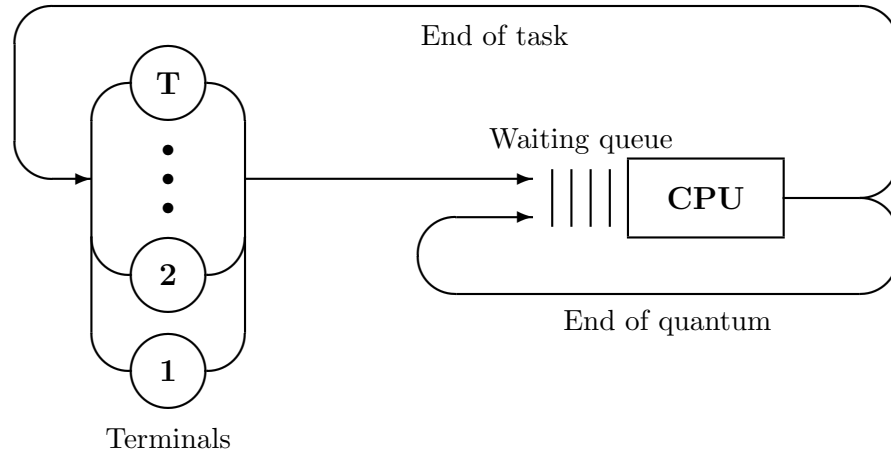 End of task
T
Waiting queue
CPU
2
End of quantum
1
Terminals